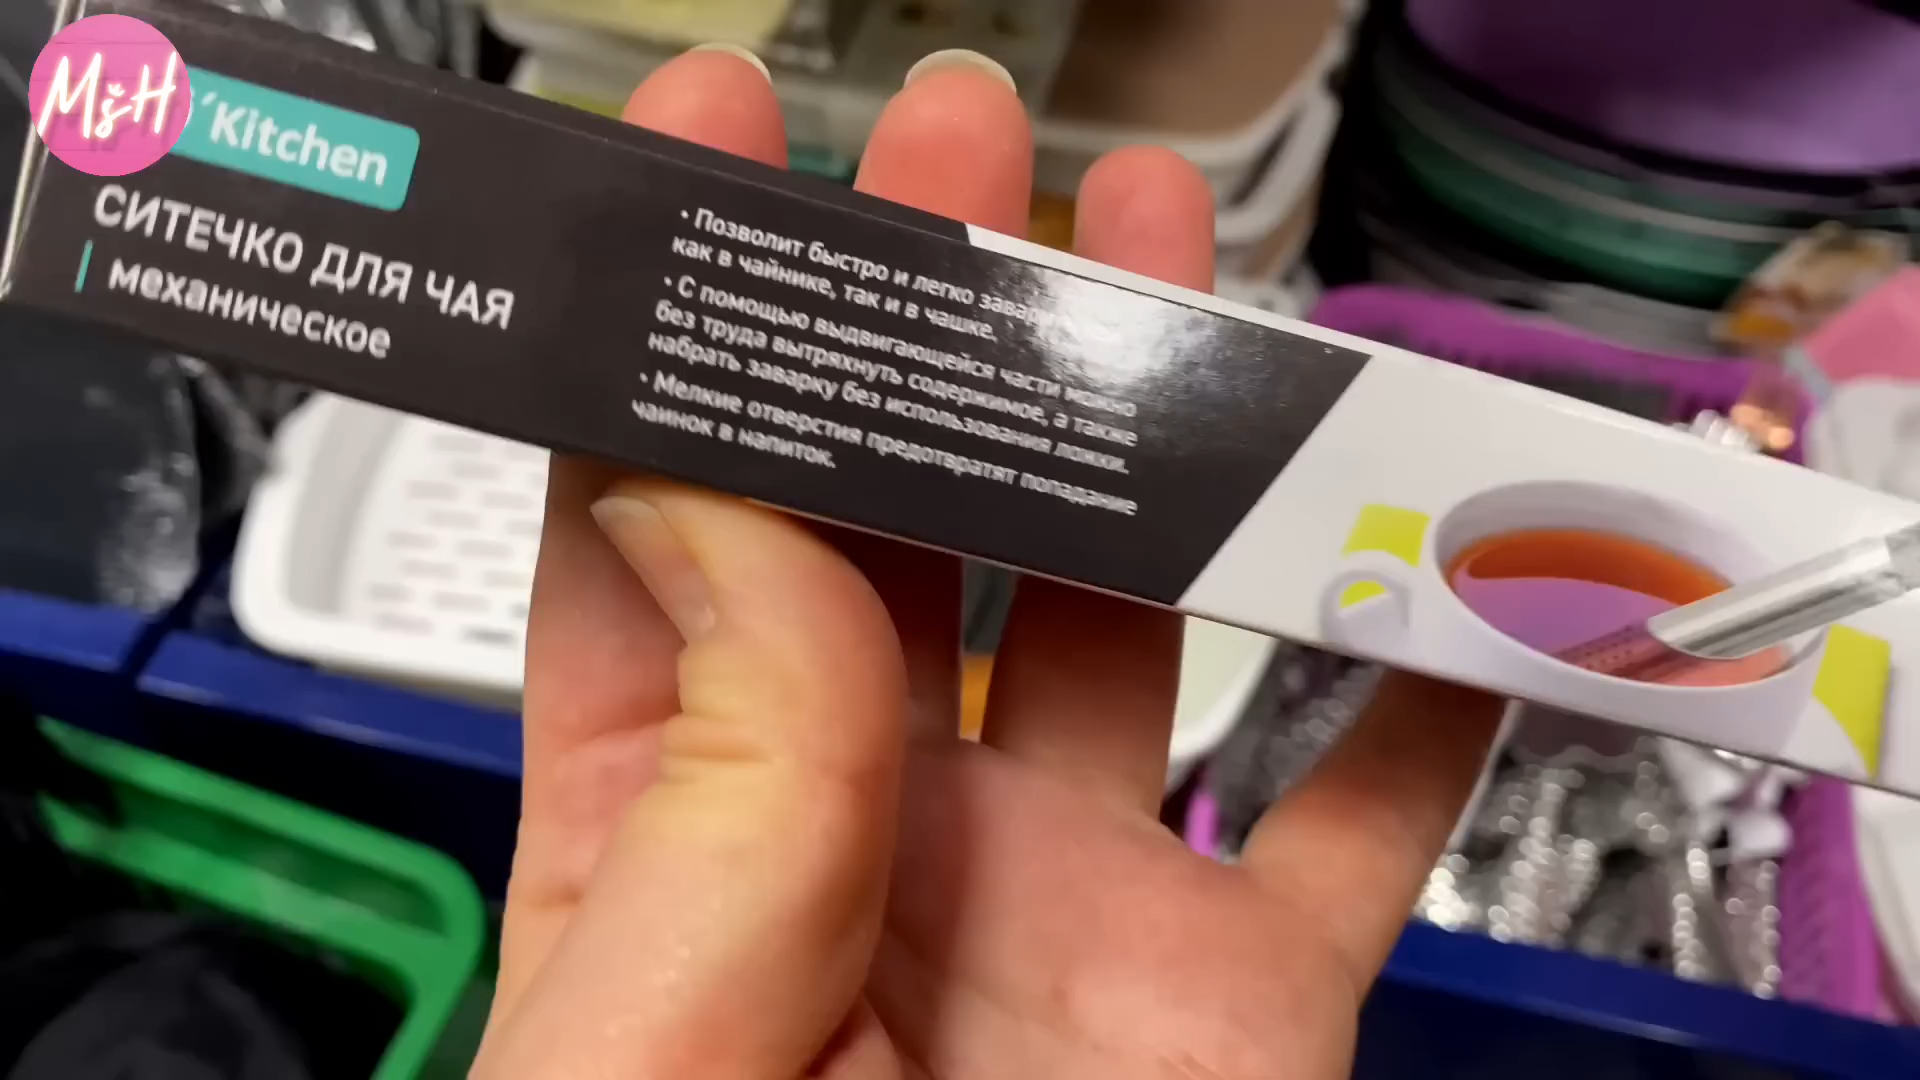 MsH
´Kitchen
СИТЕЧКО ДЛЯ ЧАЯ
механическое
• Позволит быстро и легко
как в чайнике, так и в чашке.
• С помощью выдвигающейся части можно
без труда вытряхнуть содержимое, а также
набрать заварку без использования ложки.
• Мелкие отверстия предотвратят попадание
чаинок в напиток.